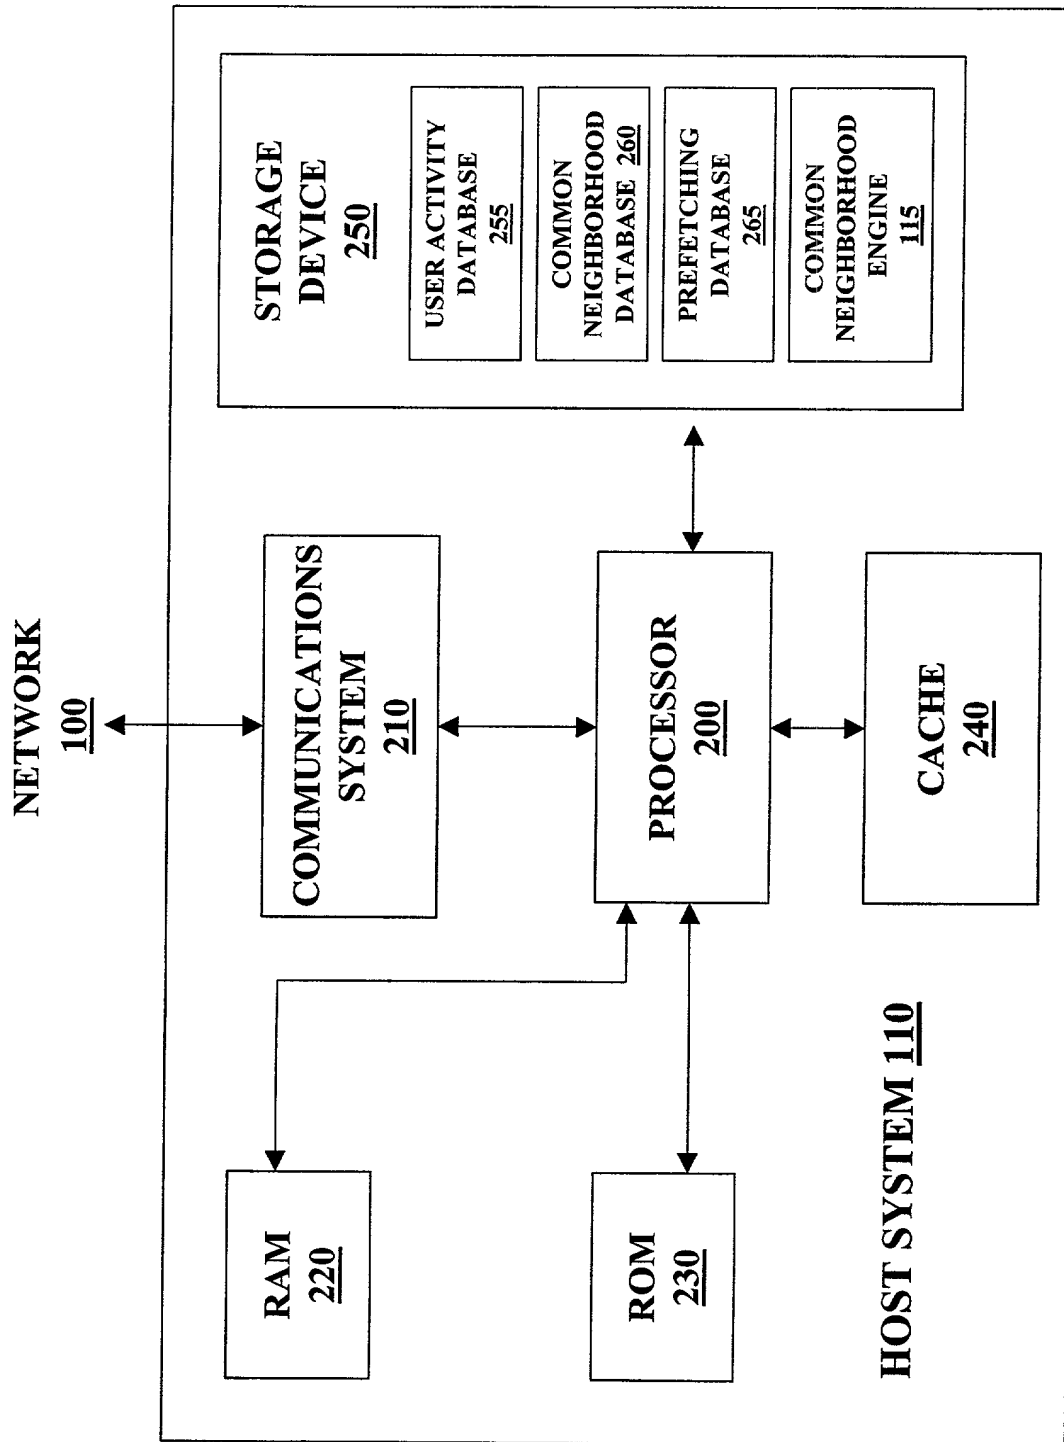 NETWORK
100
STORAGE
DEVICE
250
USER ACTIVITY
DATABASE
255
COMMON
NEIGHBORHOOD
DATABASE 260
PREFETCHING
DATABASE
265
COMMON
NEIGHBORHOOD
ENGINE
115
COMMUNICATIONS
SYSTEM
210
PROCESSOR
200
CACHE
240
RAM
220
ROM
230
HOST SYSTEM 110